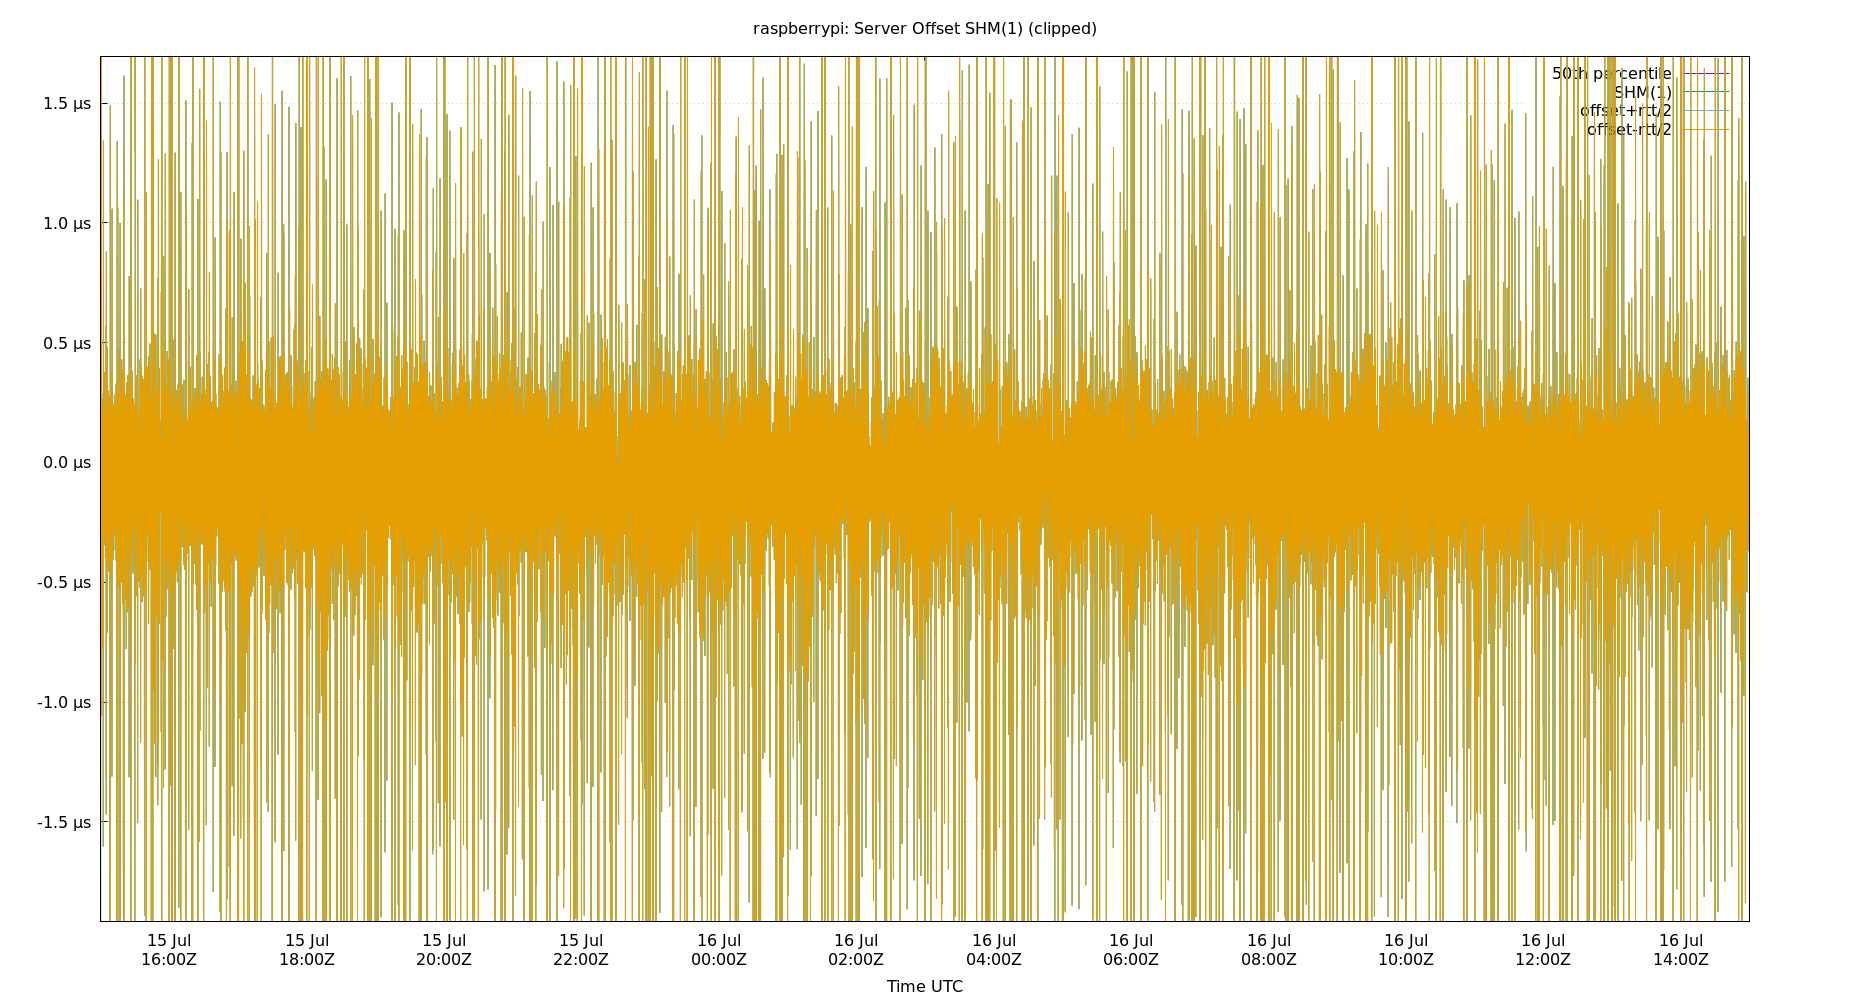 raspberrypi: Server Offset SHM(1) (clipped)
50th percentile
SHM(1)
offset+rtt/2
offset-rtt/2
1.5 µs
1.0 µs
0.5 µs
0.0 µs
-0.5 µs
-1.0 µs
-1.5 µs
15 Jul 15 Jul 15 Jul 15 Jul 16 Jul 16 Jul 16 Jul 16 Jul 16 Jul 16 Jul 16 Jul 16 Jul
16:00Z 18:00Z 20:00Z 22:00Z 00:00Z 02:00Z 04:00Z 06:00Z 08:00Z 10:00Z 12:00Z 14:00Z
Time UTC